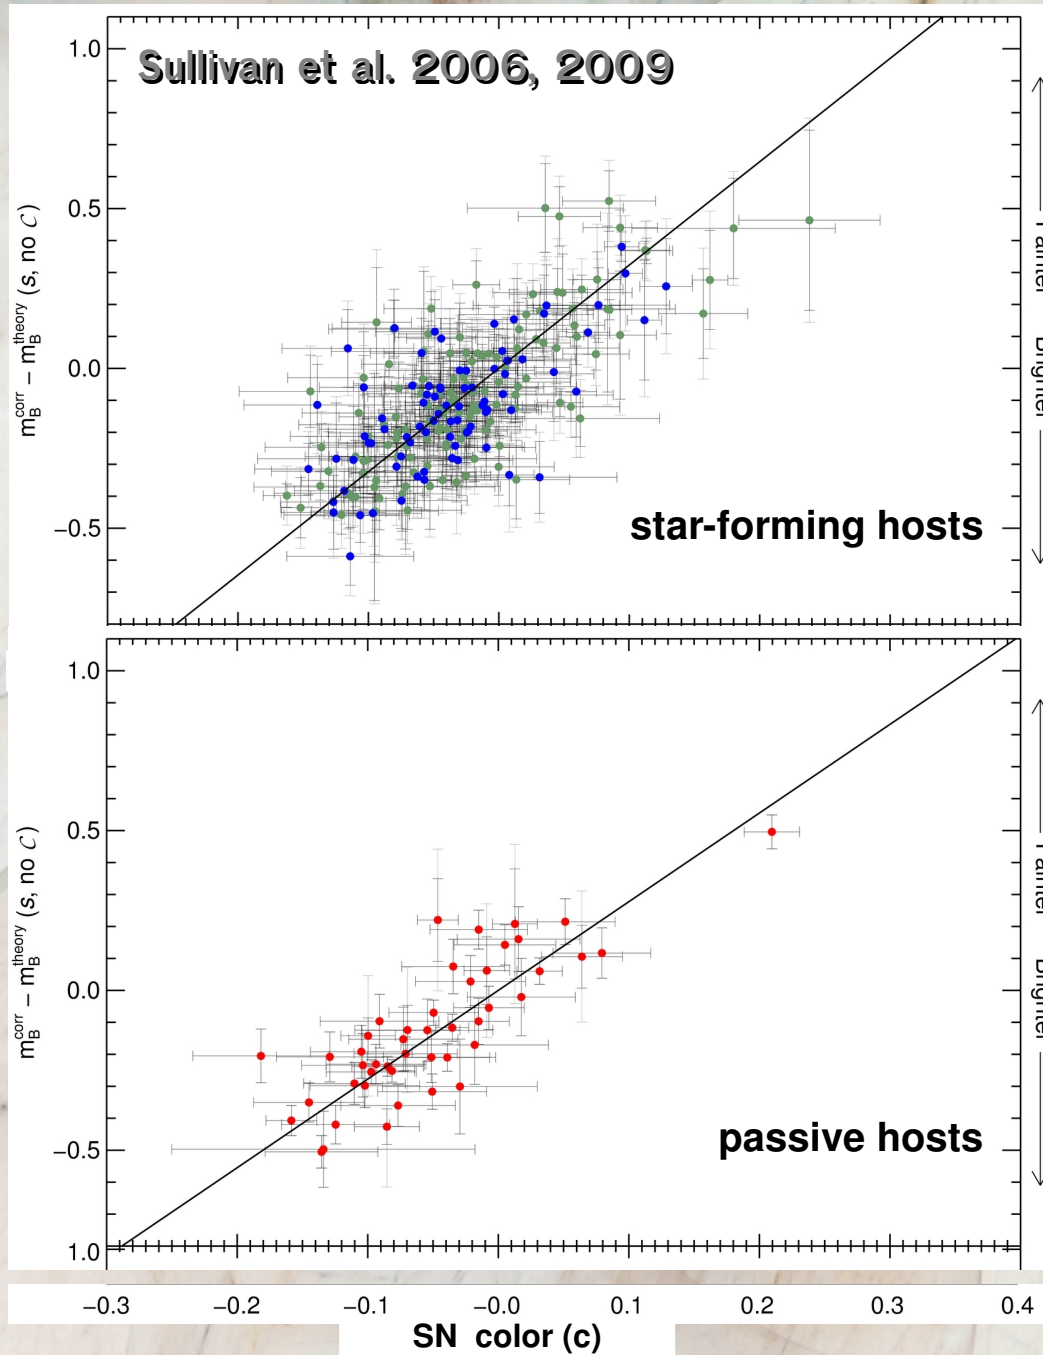 Sullivan et al. 2006, 2009
1.0
0.5
0.0
−0.5
m_B^corr − m_B^theory (s, no C)
star-forming hosts
Brighter
1.0
0.5
0.0
−0.5
1.0
m_B^corr − m_B^theory (s, no C)
passive hosts
−0.3 −0.2 −0.1 −0.0 0.1 0.2 0.3 0.4
SN color (c)